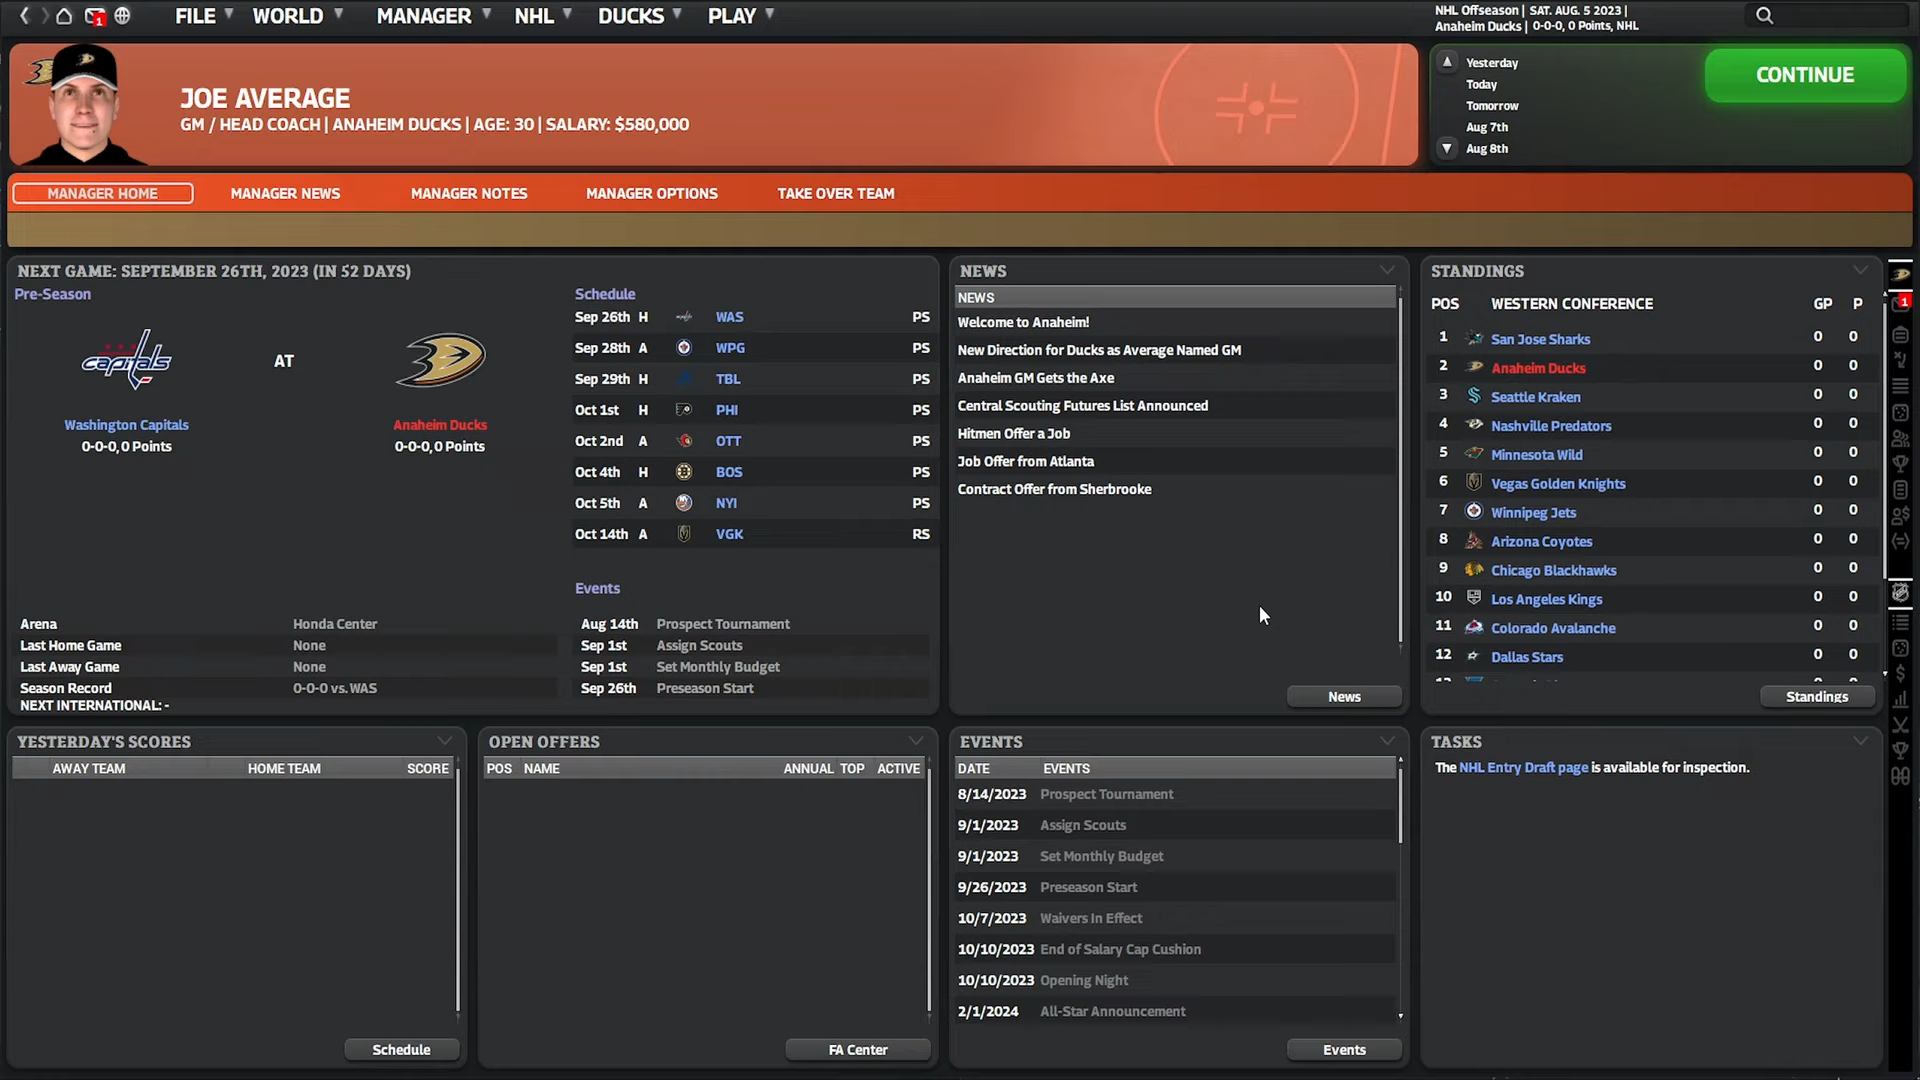 1
FILE WORLD MANAGER NHL DUCKS PLAY
NHL Offseason | SAT. AUG. 5 2023 |
Anaheim Ducks | 0-0-0, 0 Points, NHL
JOE AVERAGE
GM / HEAD COACH | ANAHEIM DUCKS | AGE: 30 | SALARY: $580,000
Yesterday
Today
Tomorrow
Aug 7th
Aug 8th
CONTINUE
MANAGER HOME MANAGER NEWS MANAGER NOTES MANAGER OPTIONS TAKE OVER TEAM
NEXT GAME: SEPTEMBER 26TH, 2023 (IN 52 DAYS)
Pre-Season
capitals
AT
Washington Capitals
0-0-0, 0 Points
Anaheim Ducks
0-0-0, 0 Points
Arena Honda Center
Last Home Game None
Last Away Game None
Season Record 0-0-0 vs. WAS
NEXT INTERNATIONAL: -
Schedule
Sep 26th H WAS PS
Sep 28th A WPG PS
Sep 29th H TBL PS
Oct 1st H PHI PS
Oct 2nd A OTT PS
Oct 4th H BOS PS
Oct 5th A NYI PS
Oct 14th A VGK RS
Events
Aug 14th Prospect Tournament
Sep 1st Assign Scouts
Sep 1st Set Monthly Budget
Sep 26th Preseason Start
NEWS
NEWS
Welcome to Anaheim!
New Direction for Ducks as Average Named GM
Anaheim GM Gets the Axe
Central Scouting Futures List Announced
Hitmen Offer a Job
Job Offer from Atlanta
Contract Offer from Sherbrooke
News
STANDINGS
POS WESTERN CONFERENCE GP P
1 San Jose Sharks 0 0
2 Anaheim Ducks 0 0
3 Seattle Kraken 0 0
4 Nashville Predators 0 0
5 Minnesota Wild 0 0
6 Vegas Golden Knights 0 0
7 Winnipeg Jets 0 0
8 Arizona Coyotes 0 0
9 Chicago Blackhawks 0 0
10 Los Angeles Kings 0 0
11 Colorado Avalanche 0 0
12 Dallas Stars 0 0
Standings
1
YESTERDAY'S SCORES
AWAY TEAM HOME TEAM SCORE
Schedule
OPEN OFFERS
POS NAME ANNUAL TOP ACTIVE
FA Center
EVENTS
DATE EVENTS
8/14/2023 Prospect Tournament
9/1/2023 Assign Scouts
9/1/2023 Set Monthly Budget
9/26/2023 Preseason Start
10/7/2023 Waivers In Effect
10/10/2023 End of Salary Cap Cushion
10/10/2023 Opening Night
2/1/2024 All-Star Announcement
Events
TASKS
The NHL Entry Draft page is available for inspection.